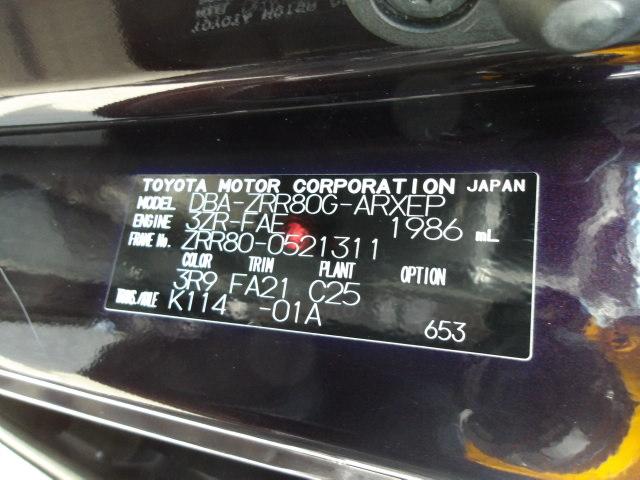 TOYOTA MOTOR CORPORATION JAPAN
MODEL DBA-ZRR80G-ARXEP
ENGINE 3ZR-FAE 1986 mL
FRAME No. ZRR80-0521311
COLOR TRIM PLANT OPTION
3R9 FA21 C25
TRANS./AXLE K114 -01A
653